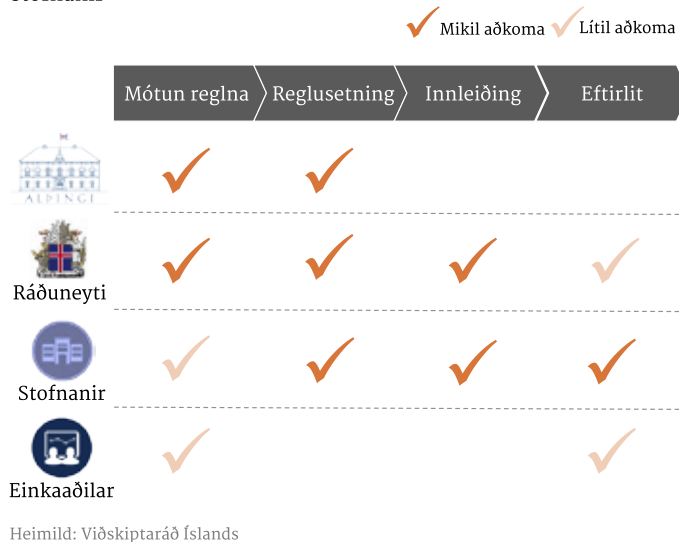 Mikil aðkoma Lítil aðkoma
Mótun reglna Reglusetning Innleiðing Eftirlit
ALÞINGI
Ráðuneyti
Stofnanir
Einkaaðilar
Heimild: Viðskiptaráð Íslands